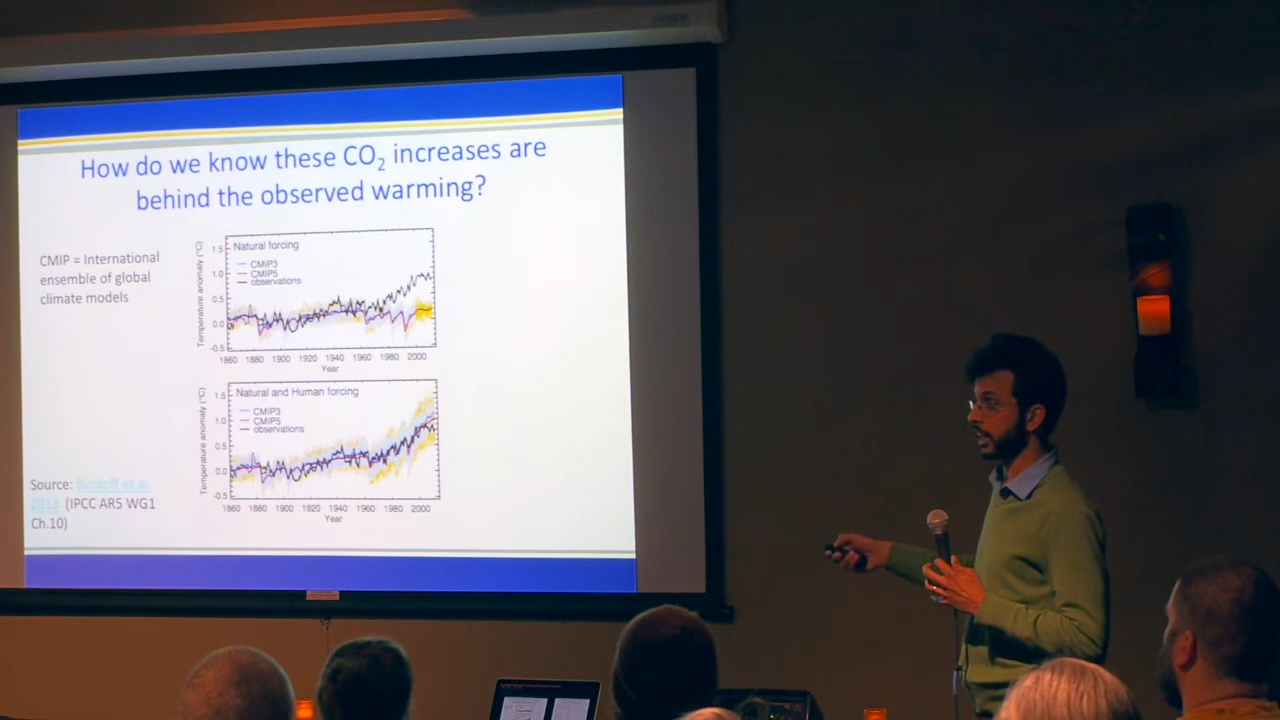 How do we know these CO₂ increases are
behind the observed warming?
CMIP = International
ensemble of global
climate models
Temperature anomaly (°C)
1.5
1.0
0.5
0.0
-0.5
Natural forcing
CMIP3
CMIP5
observations
1860 1880 1900 1920 1940 1960 1980 2000
Year
Temperature anomaly (°C)
1.5
1.0
0.5
0.0
-0.5
Natural and Human forcing
CMIP3
CMIP5
observations
1860 1880 1900 1920 1940 1960 1980 2000
Year
Source: Bindoff et al.
2013 (IPCC AR5 WG1
Ch.10)